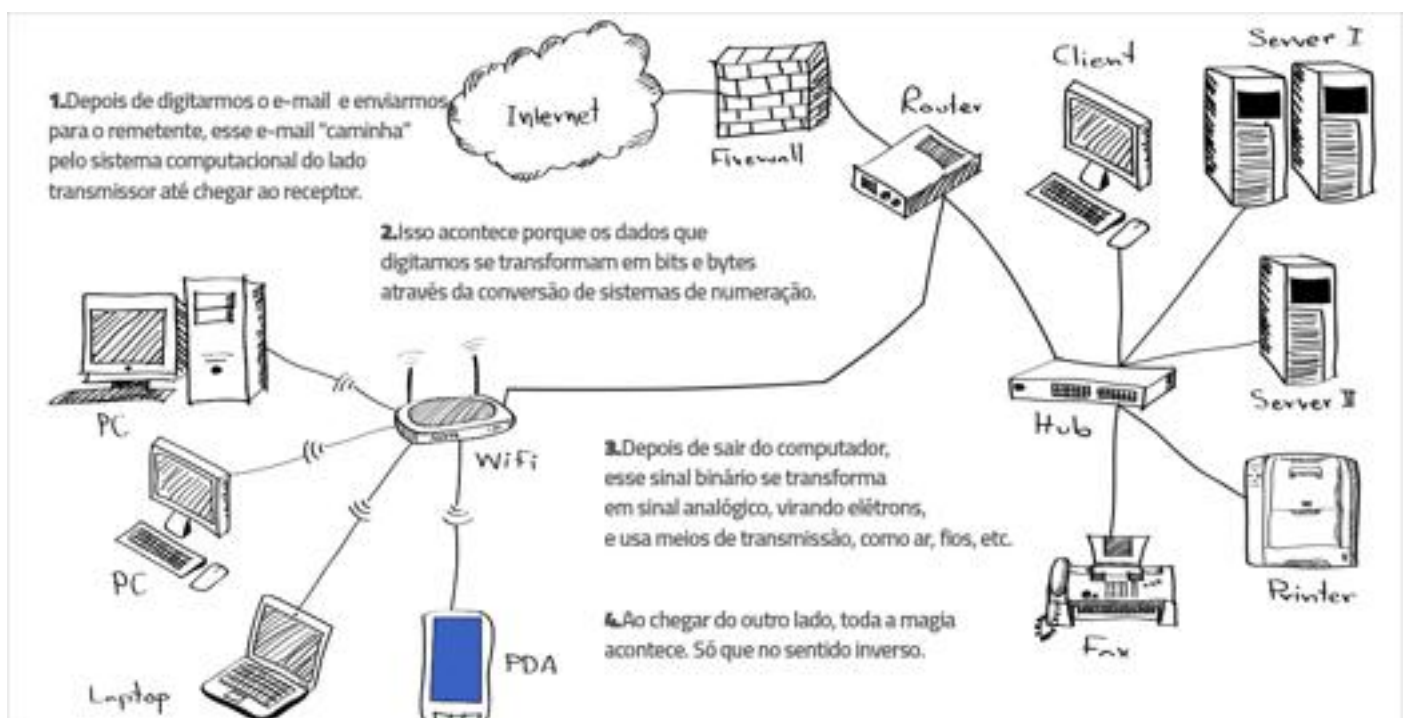 1.Depois de digitarmos o e-mail e enviarmos
para o remetente, esse e-mail "caminha"
pelo sistema computacional do lado
transmissor até chegar ao receptor.
Internet
Firewall
Router
Client
Server I
2.Isso acontece porque os dados que
digitamos se transformam em bits e bytes
através da conversão de sistemas de numeração.
PC
WiFi
Hub
Server II
3.Depois de sair do computador,
esse sinal binário se transforma
em sinal analógico, virando elétrons,
e usa meios de transmissão, como ar, fios, etc.
PC
Printer
4.Ao chegar do outro lado, toda a magia
acontece. Só que no sentido inverso.
Fax
PDA
Laptop